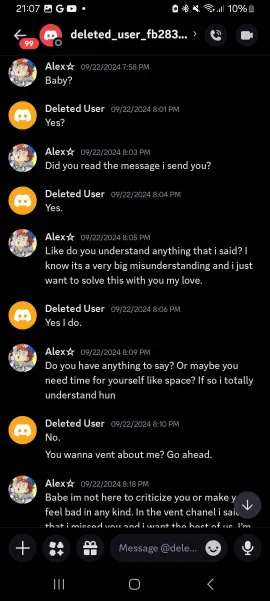 21:07
10%
99
deleted_user_fb283...
Alex☆ 09/22/2024 7:58 PM
Baby?
Deleted User 09/22/2024 8:01 PM
Yes?
Alex☆ 09/22/2024 8:03 PM
Did you read the message i send you?
Deleted User 09/22/2024 8:04 PM
Yes.
Alex☆ 09/22/2024 8:05 PM
Like do you understand anything that i said? I
know its a very big misunderstanding and i just
want to solve this with you my love.
Deleted User 09/22/2024 8:06 PM
Yes I do.
Alex☆ 09/22/2024 8:09 PM
Do you have anything to say? Or maybe you
need time for yourself like space? If so i totally
understand hun
Deleted User 09/22/2024 8:10 PM
No.
You wanna vent about me? Go ahead.
Alex☆ 09/22/2024 8:18 PM
Babe im not here to criticize you or make
feel bad in any kind. In the vent chanel i
that i missed you and i want the best of us. I'm
Message @dele...